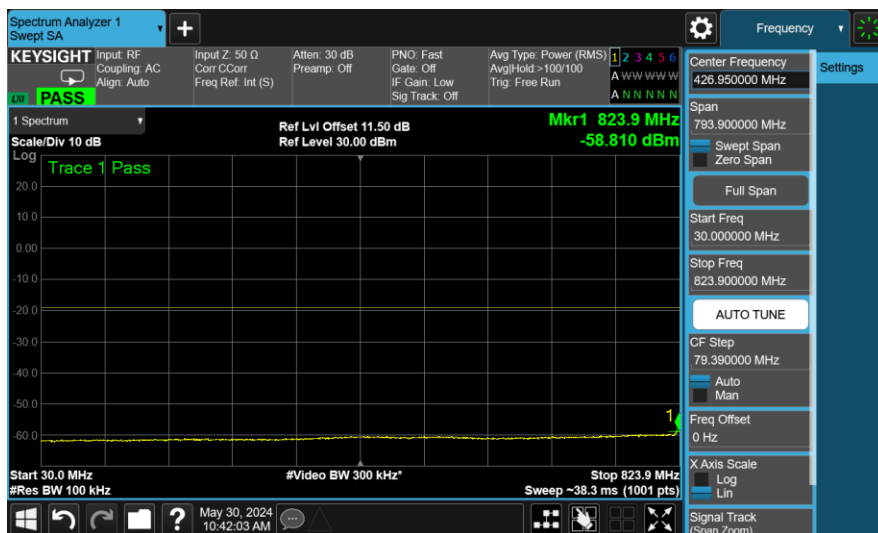 Spectrum Analyzer 1
Swept SA
+
Frequency
KEYSIGHT
Input: RF
Coupling: AC
Align: Auto
Input Z: 50 Ω
Corr CCorr
Freq Ref: Int (S)
Atten: 30 dB
Preamp: Off
PNO: Fast
Gate: Off
IF Gain: Low
Sig Track: Off
Avg Type: Power (RMS)
Avg|Hold:>100/100
Trig: Free Run
1 2 3 4 5 6
A W W W W W
A N N N N N
LXI PASS
1 Spectrum
Scale/Div 10 dB
Ref Lvl Offset 11.50 dB
Ref Level 30.00 dBm
Mkr1 823.9 MHz
-58.810 dBm
Log
Trace 1 Pass
20.0
10.0
0.00
-10.0
-20.0
-30.0
-40.0
-50.0
-60.0
1
Start 30.0 MHz
#Video BW 300 kHz*
Stop 823.9 MHz
#Res BW 100 kHz
Sweep ~38.3 ms (1001 pts)
?
May 30, 2024
10:42:03 AM
Center Frequency
426.950000 MHz
Settings
Span
793.900000 MHz
Swept Span
Zero Span
Full Span
Start Freq
30.000000 MHz
Stop Freq
823.900000 MHz
AUTO TUNE
CF Step
79.390000 MHz
Auto
Man
Freq Offset
0 Hz
X Axis Scale
Log
Lin
Signal Track
(Span Zoom)